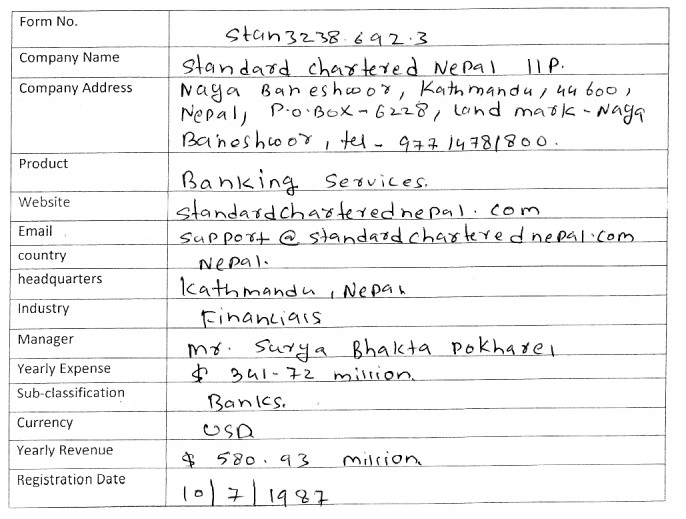 Form No.
Stan3238.692.3
Company Name
Standard chartered Nepal llP.
Company Address
Naya Baneshwor, Kathmandu, 44600,
Nepal, P.O.BOX-6228, land mark-Naya
Baneshwor, tel- 97714781800.
Product
Banking Services.
Website
standardcharterednepal.com
Email
support@standardcharterednepal.com
country
Nepal.
headquarters
Kathmandu, Nepal
Industry
Financials
Manager
mr. Surya Bhakta Pokharel
Yearly Expense
$ 341-72 million
Sub-classification
Banks.
Currency
USD
Yearly Revenue
$ 580.93 million
Registration Date
10/7/1987